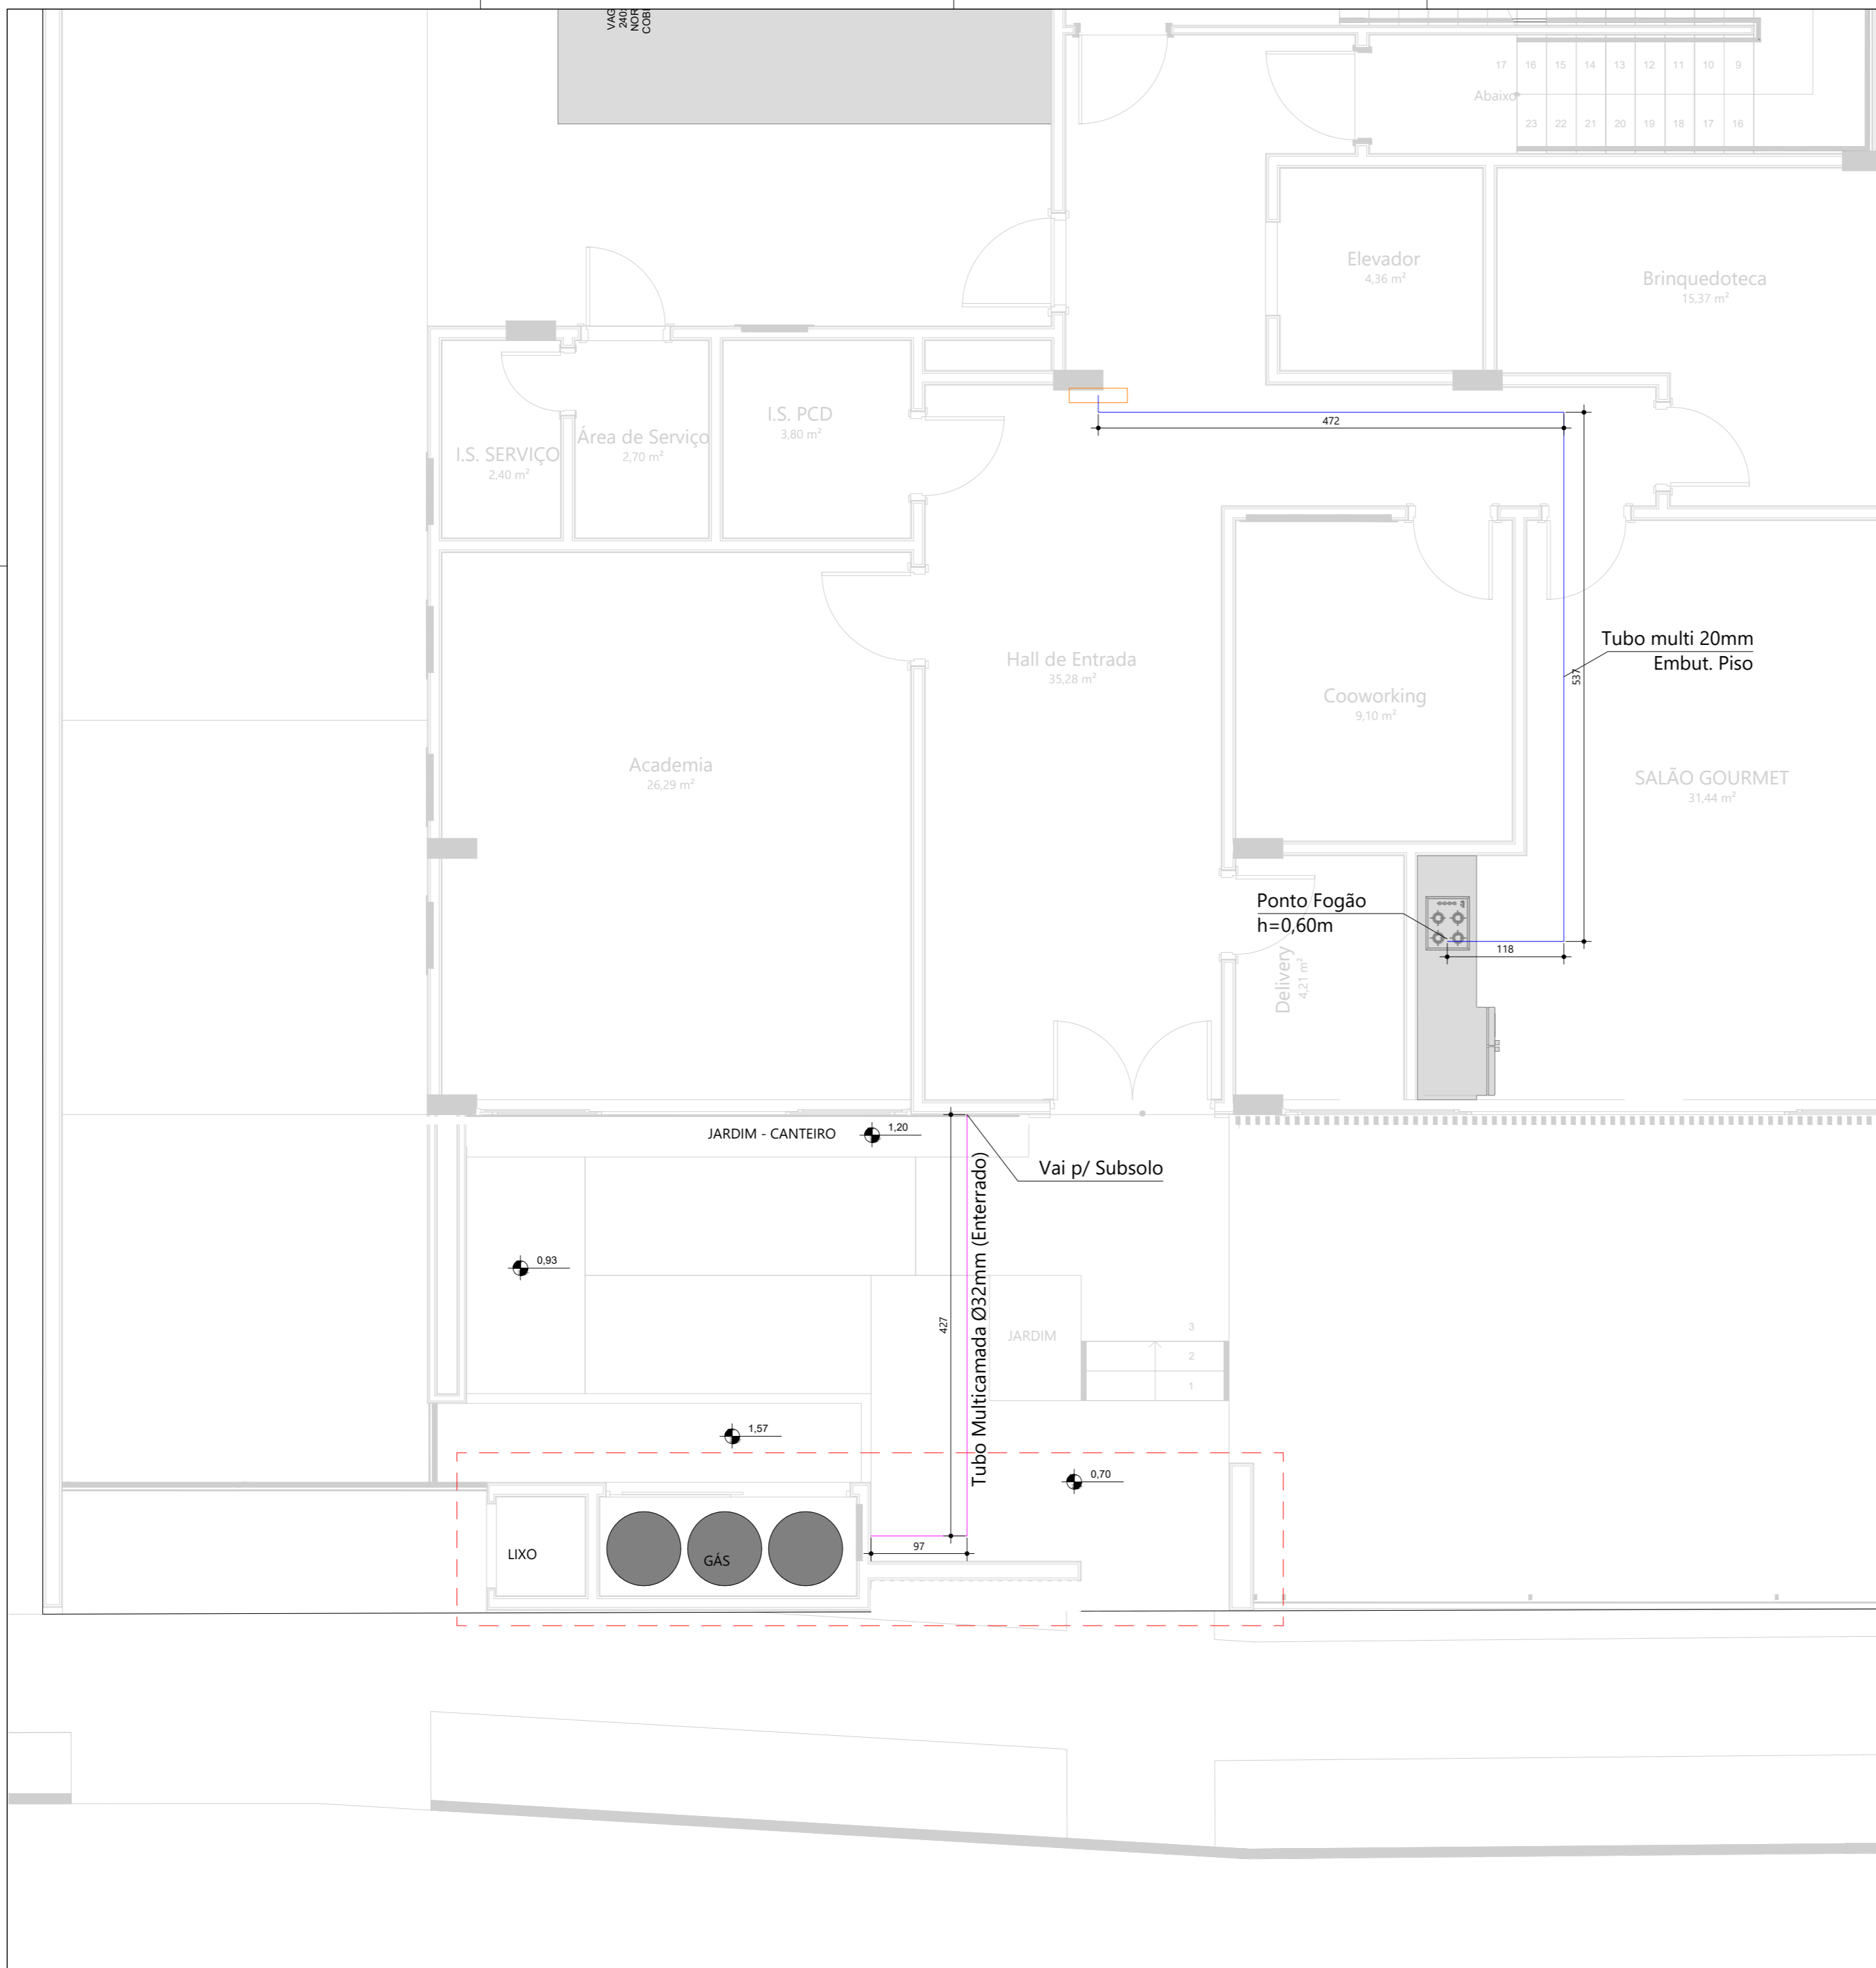 VAG
240
NOR
COB
17 16 15 14 13 12 11 10 9
Abaixo
23 22 21 20 19 18 17 16
Elevador
4,36 m²
Brinquedoteca
15,37 m²
I.S. PCD
3,80 m²
Área de Serviço
2,70 m²
I.S. SERVIÇO
2,40 m²
472
Tubo multi 20mm
Embut. Piso
537
Hall de Entrada
35,28 m²
Cooworking
9,10 m²
Academia
26,29 m²
SALÃO GOURMET
31,44 m²
Ponto Fogão
h=0,60m
118
Delivery
4,21 m²
JARDIM - CANTEIRO
1,20
Vai p/ Subsolo
Tubo Multicamada Ø32mm (Enterrado)
0,93
427
JARDIM
3
2
1
1,57
0,70
LIXO
GÁS
97